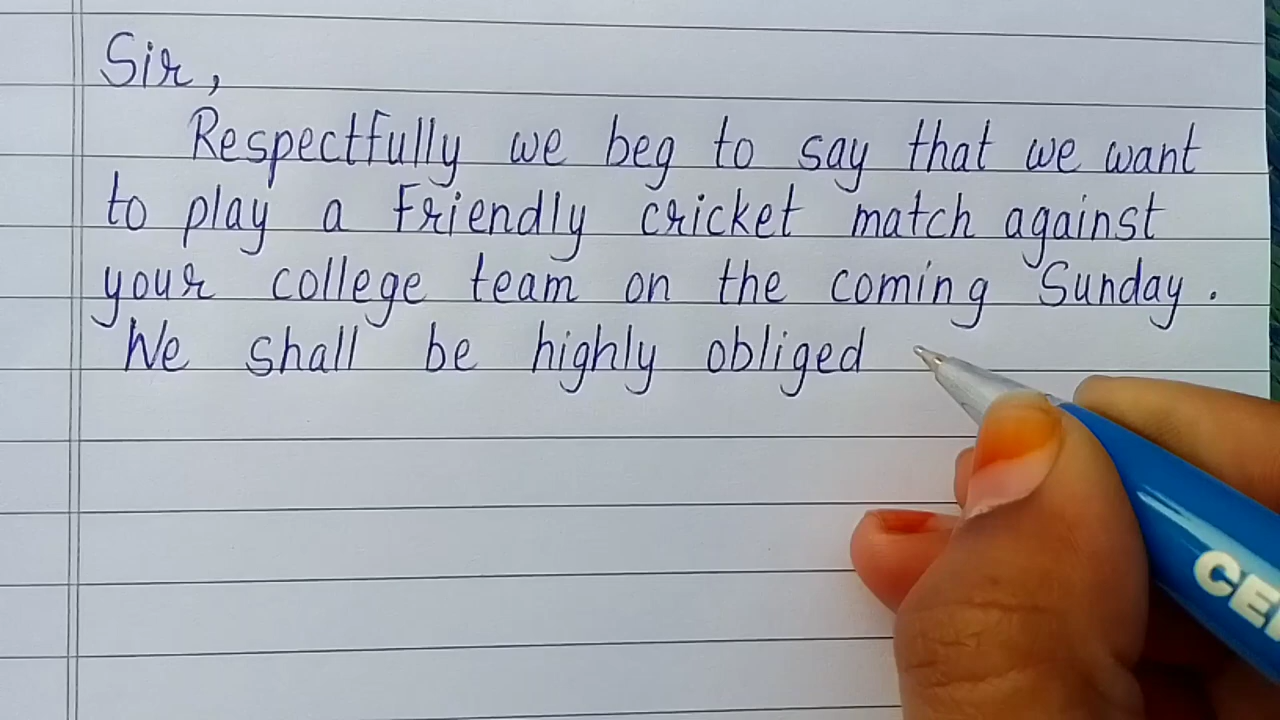 Sir,
Respectfully we beg to say that we want
to play a Friendly cricket match against
your college team on the coming Sunday.
We shall be highly obliged